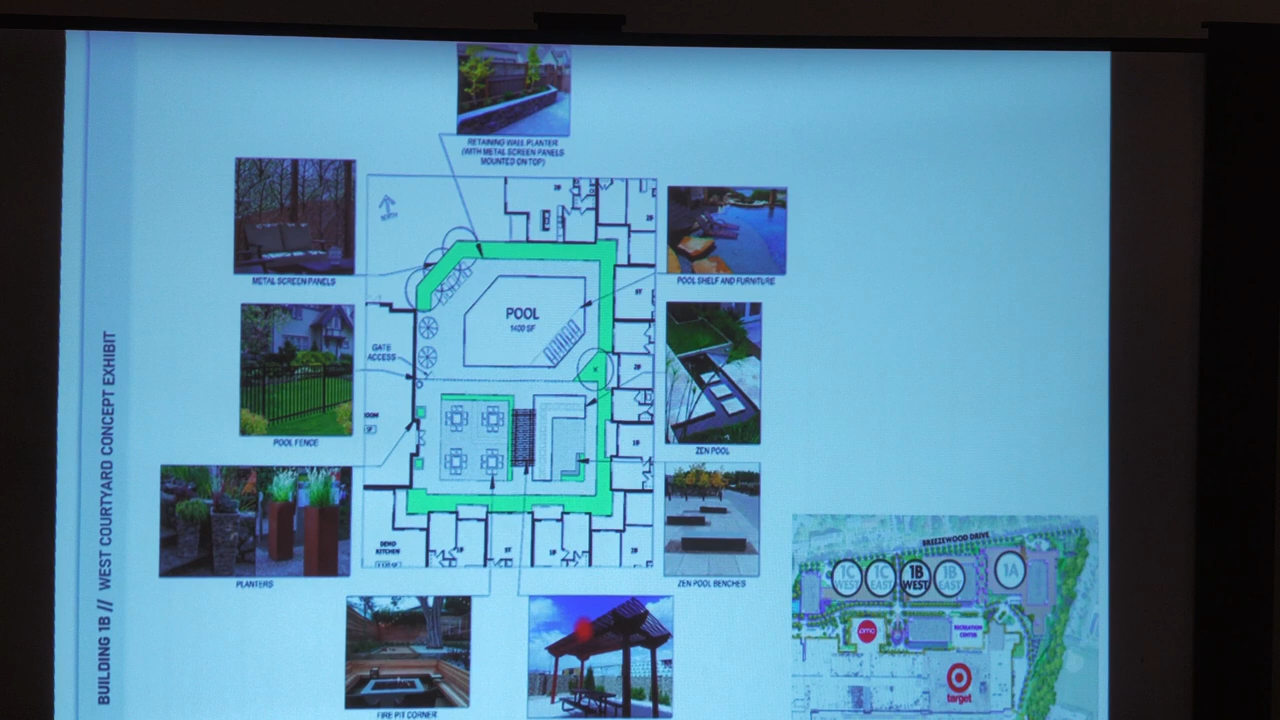 BUILDING 1B // WEST COURTYARD CONCEPT EXHIBIT
RETAINING WALL PLANTER
(WITH METAL SCREEN PANELS
MOUNTED ON TOP)
NORTH
METAL SCREEN PANELS
POOL SHELF AND FURNITURE
POOL
1400 SF
GATE
ACCESS
POOL FENCE
ZEN POOL
PLANTERS
ZEN POOL BENCHES
DEMO
KITCHEN
FIRE PIT CORNER
BREEZEWOOD DRIVE
1C
WEST
1C
EAST
1B
WEST
1B
EAST
1A
amc
RECREATION
CENTER
target